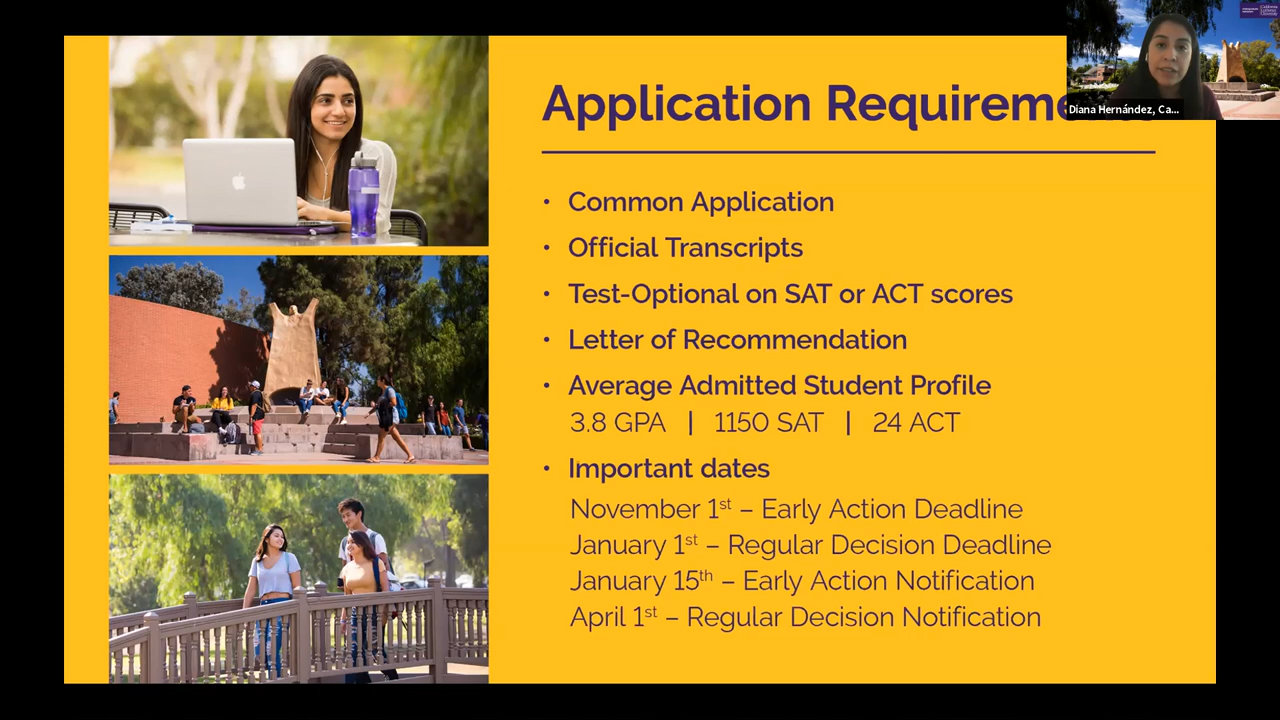 Application Requireme
Diana Hernández, Ca...
• Common Application
• Official Transcripts
• Test-Optional on SAT or ACT scores
• Letter of Recommendation
• Average Admitted Student Profile
3.8 GPA | 1150 SAT | 24 ACT
• Important dates
November 1st – Early Action Deadline
January 1st – Regular Decision Deadline
January 15th – Early Action Notification
April 1st – Regular Decision Notification